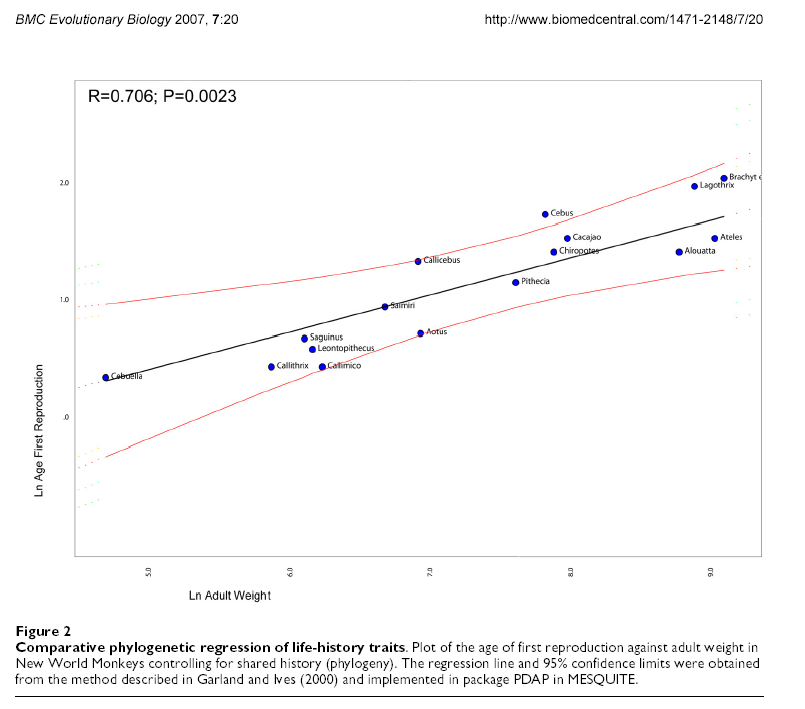 BMC Evolutionary Biology 2007, 7:20
http://www.biomedcentral.com/1471-2148/7/20
R=0.706; P=0.0023
2.0
1.0
.0
Ln Age First Reproduction
Brachyt e
Lagothrix
Cebus
Cacajao
Ateles
Chiropotes
Alouatta
Callicebus
Pithecia
Saimiri
Aotus
Saguinus
Leontopithecus
Callithrix
Callimico
Cebuella
5.0
6.0
7.0
8.0
9.0
Ln Adult Weight
Figure 2
Comparative phylogenetic regression of life-history traits. Plot of the age of first reproduction against adult weight in
New World Monkeys controlling for shared history (phylogeny). The regression line and 95% confidence limits were obtained
from the method described in Garland and Ives (2000) and implemented in package PDAP in MESQUITE.